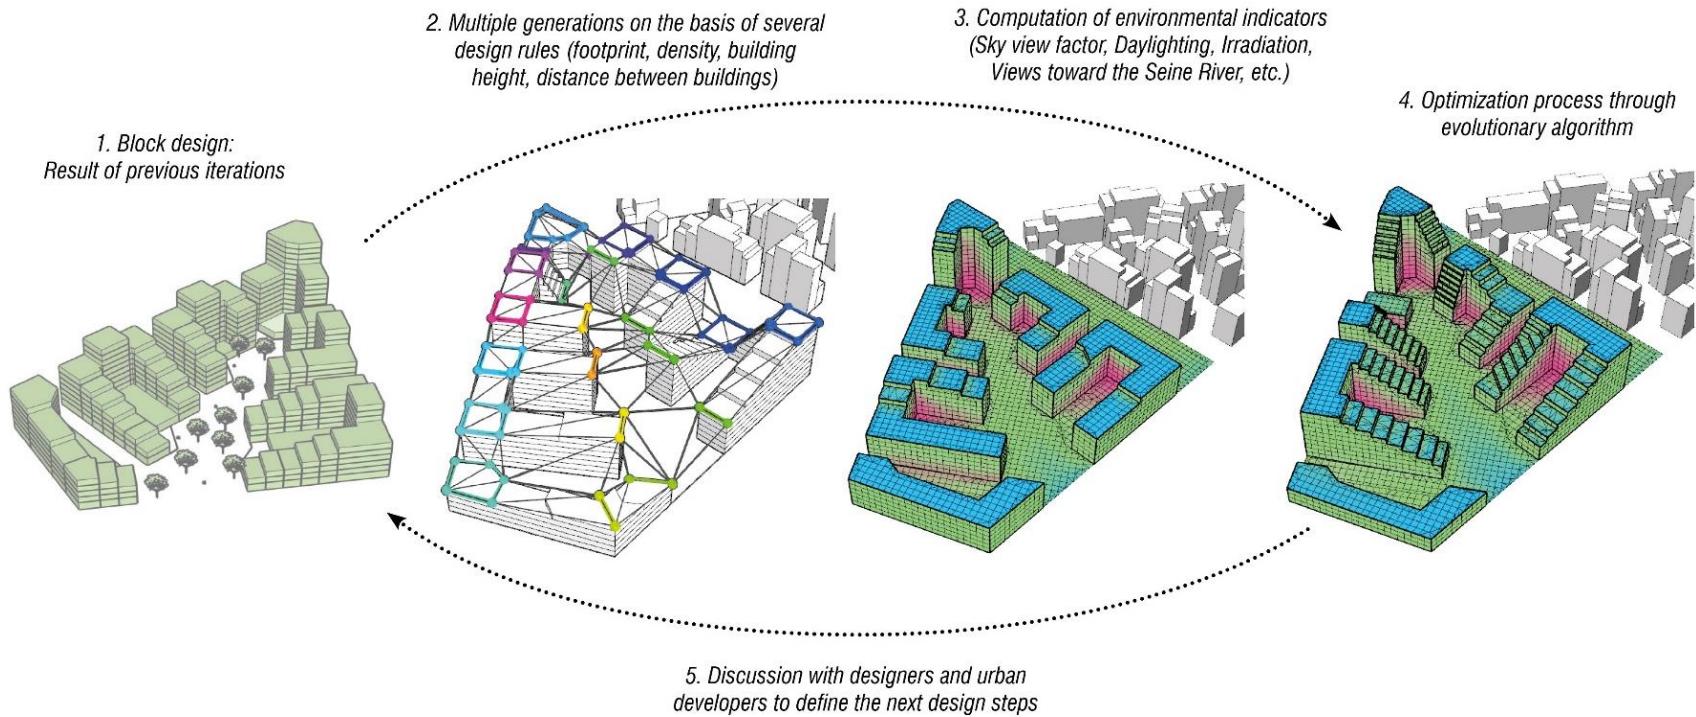 1. Block design:
Result of previous iterations
2. Multiple generations on the basis of several
design rules (footprint, density, building
height, distance between buildings)
3. Computation of environmental indicators
(Sky view factor, Daylighting, Irradiation,
Views toward the Seine River, etc.)
4. Optimization process through
evolutionary algorithm
5. Discussion with designers and urban
developers to define the next design steps